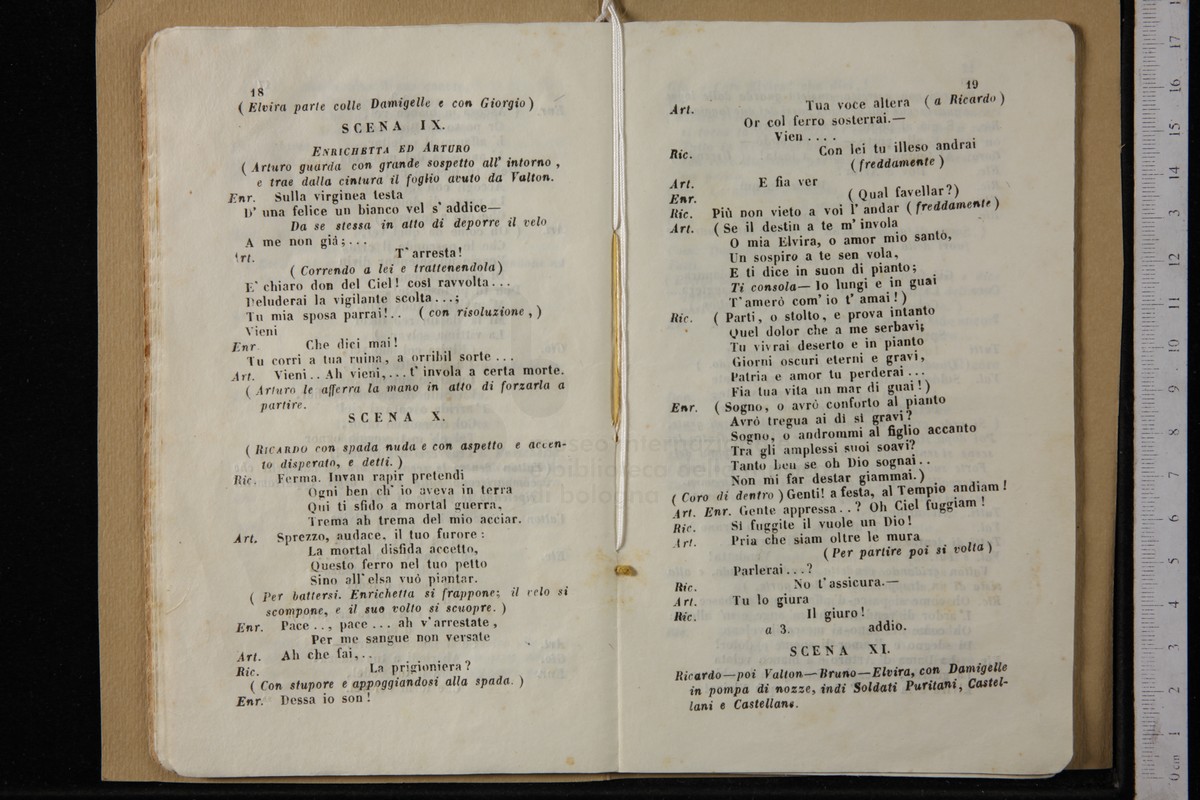 18
( Elvira parte colle Damigelle e con Giorgio )
SCENA IX.
ENRICHETTA ED ARTURO
( Arturo guarda con grande sospetto all' intorno ,
e trae dalla cintura il foglio avuto da Valton.
Enr. Sulla virginea testa
D' una felice un bianco vel s' addice—
Da se stessa in atto di deporre il velo
A me non giá ;...
Art. T' arresta!
( Correndo a lei e trattenendola )
E' chiaro don del Ciel! cosí ravvolta...
Deluderai la vigilante scolta...;
Tu mia sposa parrai!.. ( con risoluzione , )
Vieni
Enr Che dici mai!
Tu corri a tua ruina, a orribil sorte ...
Art. Vieni.. Ah vieni,...t' invola a certa morte.
( Arturo le afferra la mano in atto di forzarla a
partire.
SCENA X.
( RICARDO con spada nuda e con aspetto e accen-
to disperato, e detti. )
Ric. Ferma. Invan rapir pretendi
Ogni ben ch' io aveva in terra
Qui ti sfido a mortal guerra,
Trema ah trema del mio acciar.
Art. Sprezzo, audace, il tuo furore :
La mortal disfida accetto,
Questo ferro nel tuo petto
Sino all' elsa vuó piantar.
( Per battersi. Enrichetta si frappone; il velo si
scompone, e il suo volto si scuopre. )
Enr. Pace .., pace ... ah v' arrestate ,
Per me sangue non versate
Art. Ah che fai,..
Ric. La prigioniera ?
( Con stupore e appoggiandosi alla spada. )
Enr. Dessa io son !
19
Art. Tua voce altera ( a Ricardo )
Or col ferro sosterrai.—
Vien ....
Ric. Con lei tu illeso andrai
( freddamente )
Art. E fia ver
Enr. ( Qual favellar ?)
Ric. Più non vieto a voi l' andar ( freddamente )
Art. ( Se il destin a te m' invola
O mia Elvira, o amor mio santo,
Un sospiro a te sen vola,
E ti dice in suon di pianto ;
Ti consola— Io lungi e in guai
T' amerò com' io t' amai ! )
Ric. ( Parti, o stolto, e prova intanto
Quel dolor che a me serbavi;
Tu vivrai deserto e in pianto
Giorni oscuri eterni e gravi,
Patria e amor tu perderai ...
Fia tua vita un mar di guai ! )
Enr. ( Sogno, o avrò conforto al pianto
Avrò tregua ai di sì gravi ?
Sogno, o andrommi al figlio accanto
Tra gli amplessi suoi soavi?
Tanto ben se oh Dio sognai..
Non mi far destar giammai.)
( Coro di dentro ) Genti! a festa, al Tempio andiam !
Art. Enr. Gente appressa..? Oh Ciel fuggiam !
Ric. Sì fuggite il vuole un Dio!
Art. Pria che siam oltre le mura
( Per partire poi si volta )
Parlerai...?
Ric. No t' assicura.—
Art. Tu lo giura
Ric. Il giuro !
a 3. addio.
SCENA XI.
Ricardo—poi Valton—Bruno—Elvira, con Damigelle
in pompa di nozze, indi Soldati Puritani, Castel-
lani e Castellane.